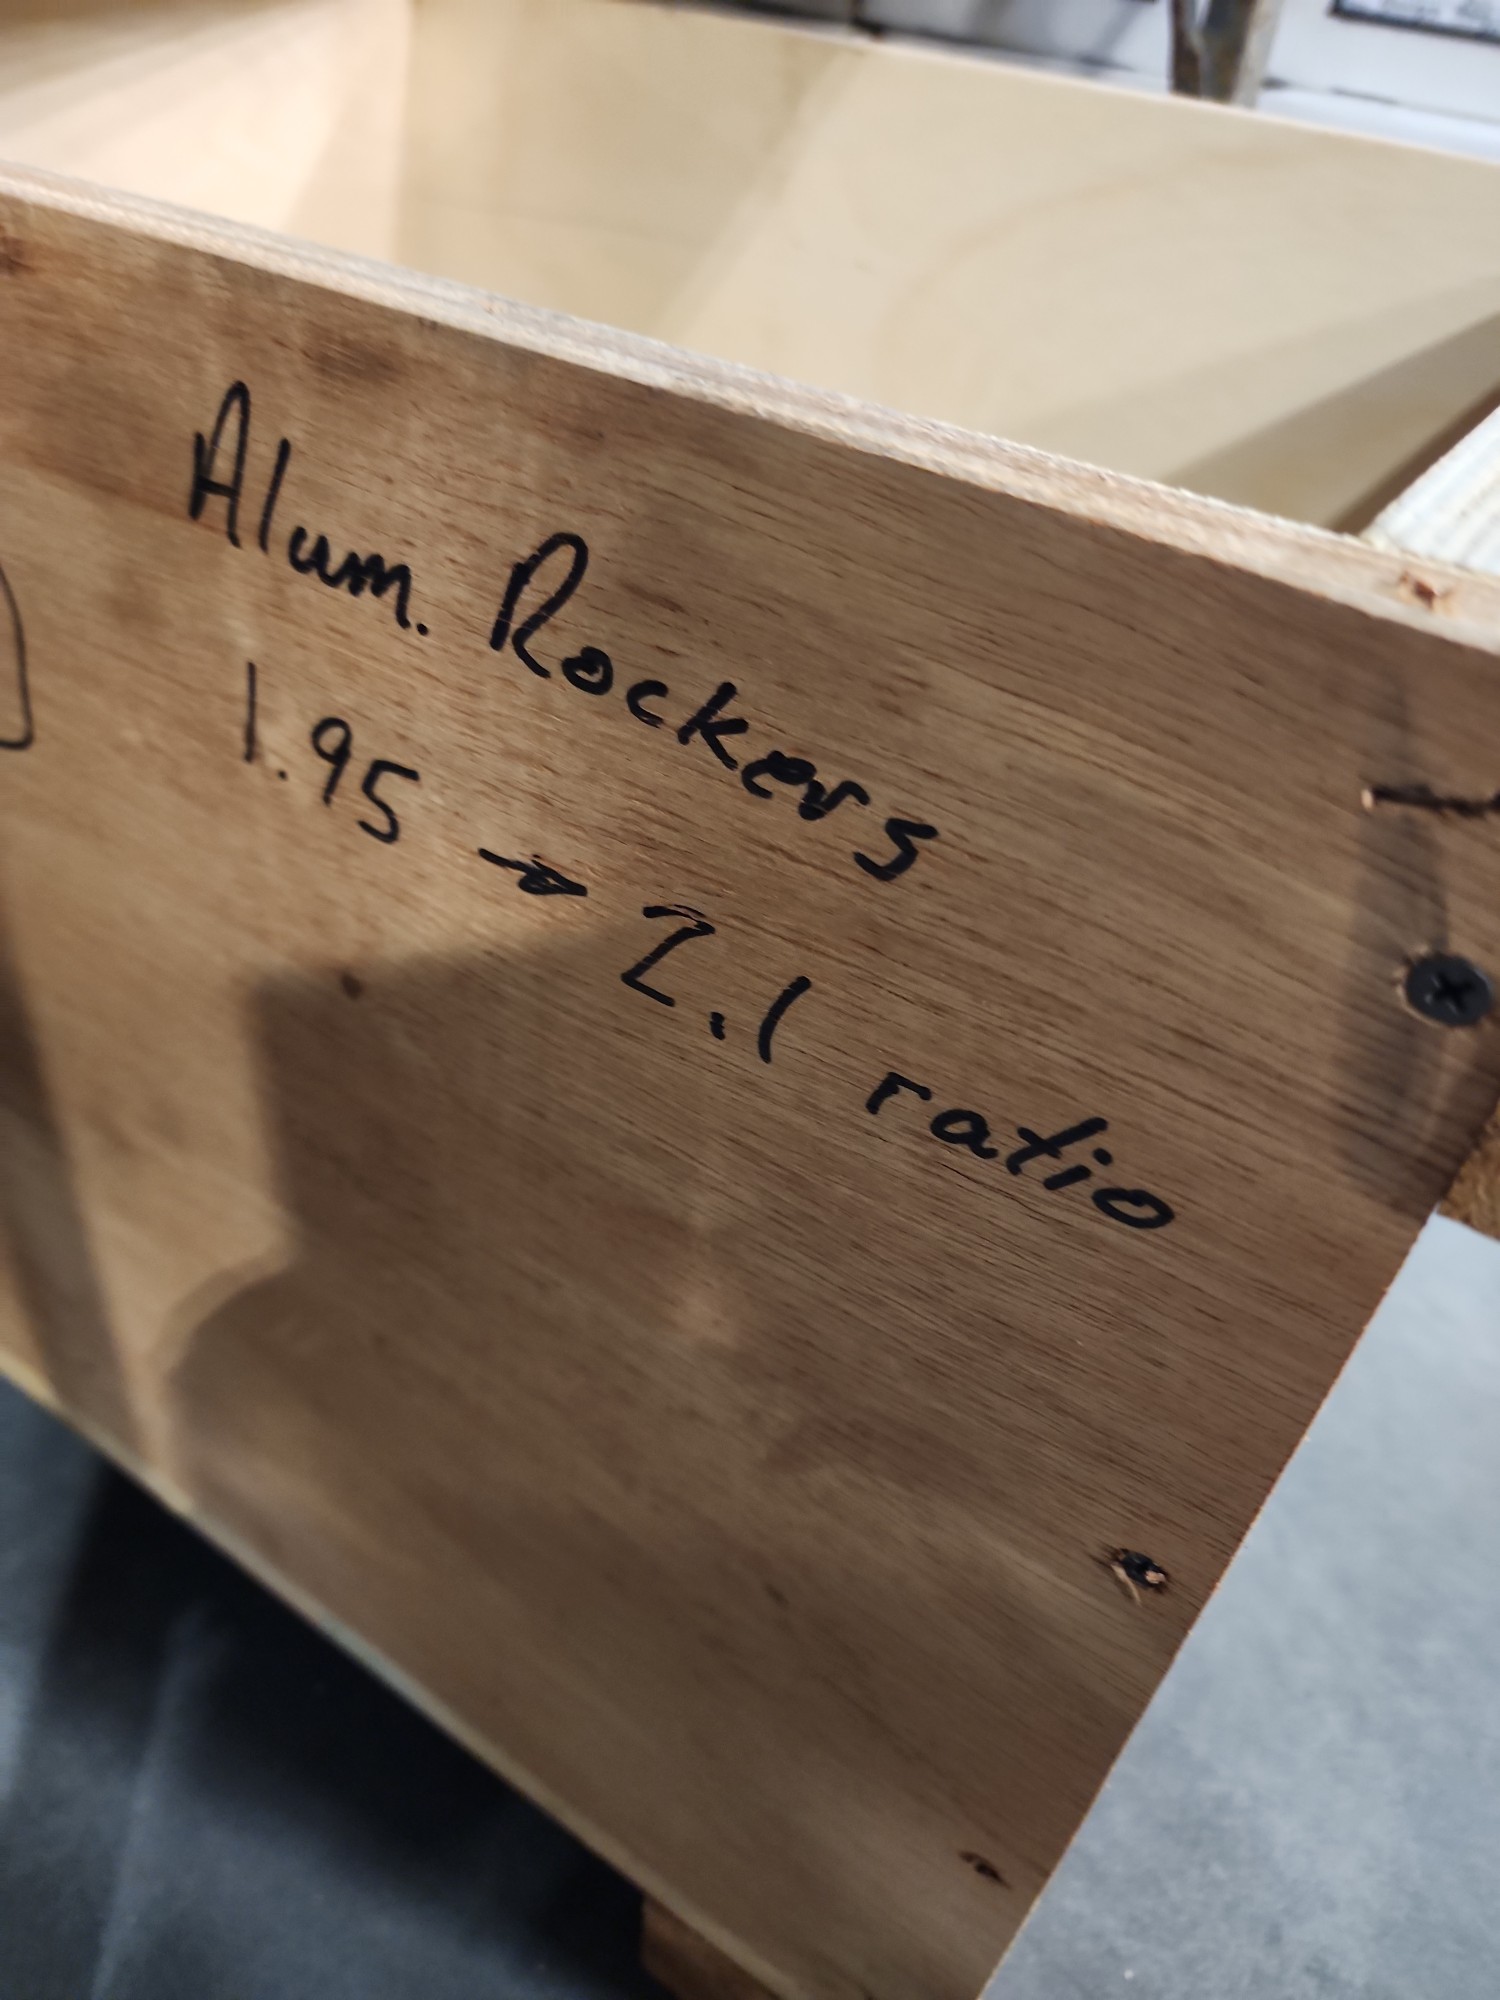 Alum. Rockers
1.95 → 2.1 ratio